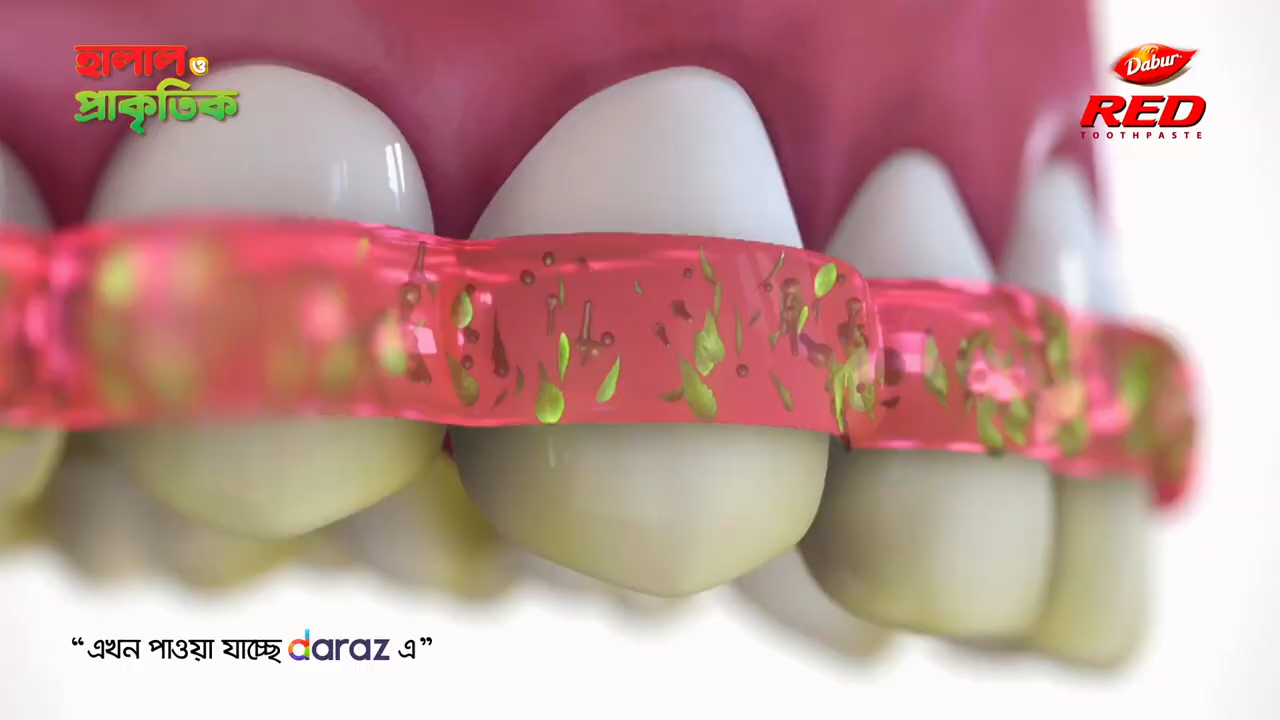 হালাল ও
প্রাকৃতিক
Dabur
RED
TOOTHPASTE
“এখন পাওয়া যাচ্ছে daraz এ”